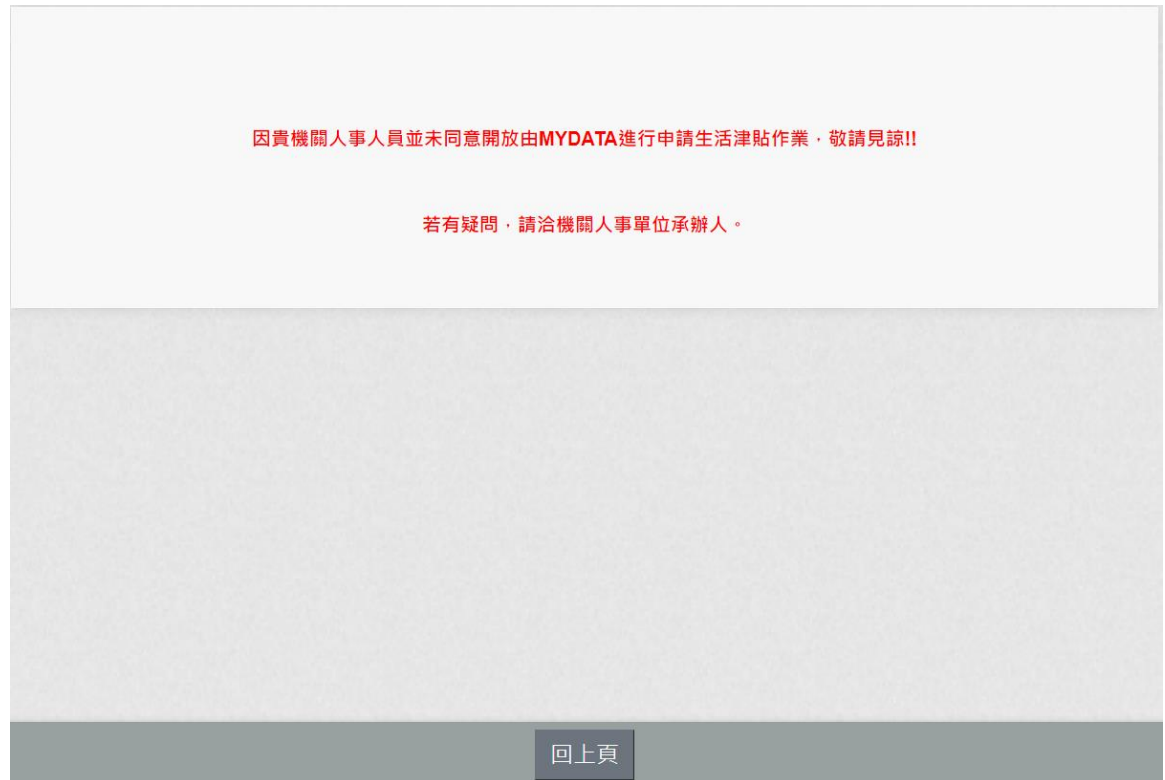 因貴機關人事人員並未同意開放由MYDATA進行申請生活津貼作業，敬請見諒!!
若有疑問，請洽機關人事單位承辦人。
回上頁